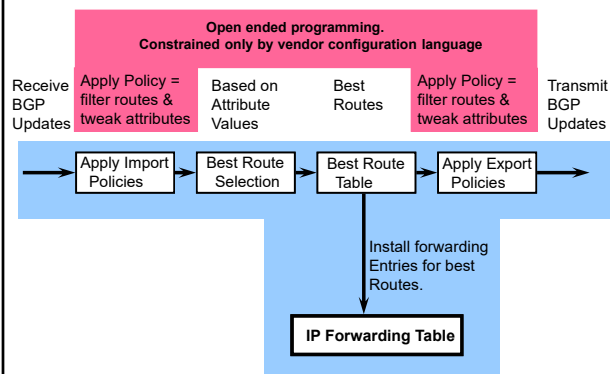 Open ended programming.
Constrained only by vendor configuration language
Receive
BGP
Updates
Apply Policy =
filter routes &
tweak attributes
Based on
Attribute
Values
Best
Routes
Apply Policy =
filter routes &
tweak attributes
Transmit
BGP
Updates
Apply Import
Policies
Best Route
Selection
Best Route
Table
Apply Export
Policies
Install forwarding
Entries for best
Routes.
IP Forwarding Table